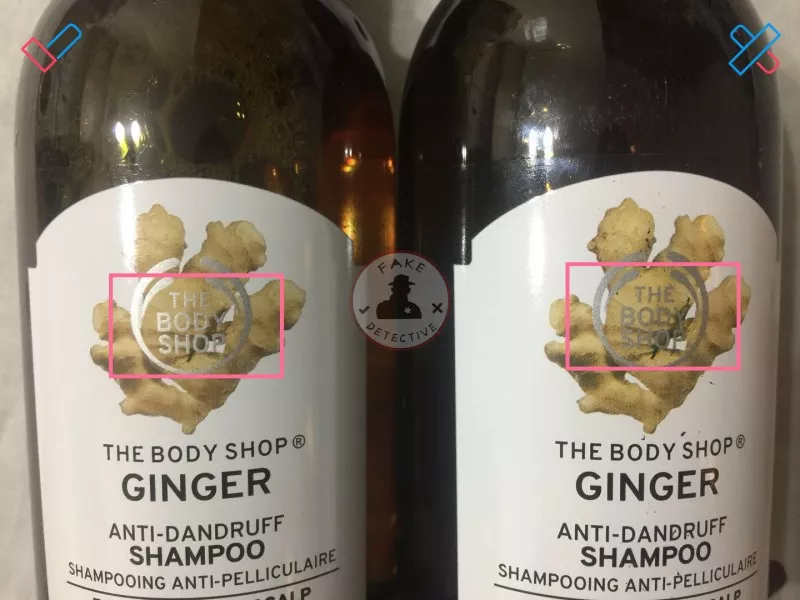 THE
BODY
SHOP
THE BODY SHOP®
GINGER
ANTI-DANDRUFF
SHAMPOO
SHAMPOOING ANTI-PELLICULAIRE
FAKE
DETECTIVE
THE
BODY
SHOP
THE BODY SHOP®
GINGER
ANTI-DANDRUFF
SHAMPOO
SHAMPOOING ANTI-PELLICULAIRE